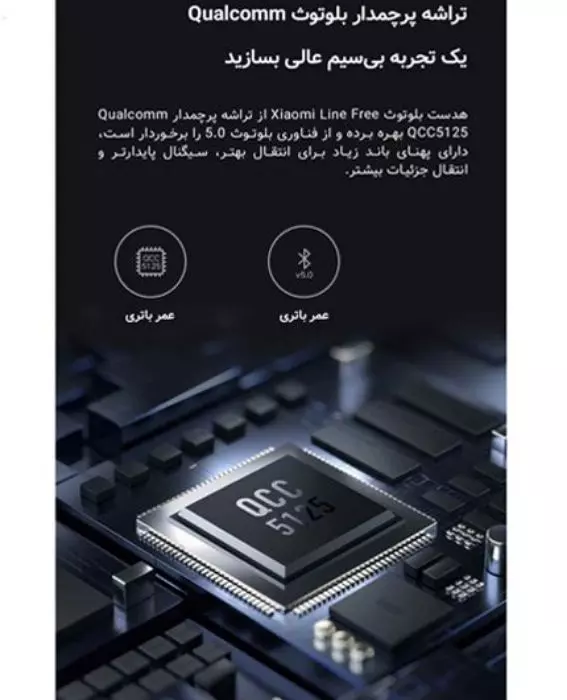 تراشه پرچمدار بلوتوث Qualcomm
یک تجربه بی‌سیم عالی بسازید
هدست بلوتوث Xiaomi Line Free از تراشه پرچمدار Qualcomm
QCC5125 بهره برده و از فناوری بلوتوث 5.0 را برخوردار است،
دارای پهنای باند زیاد برای انتقال بهتر، سیگنال پایدارتر و
انتقال جزئیات بیشتر.
v5.0
QCC
5125
عمر باتری
عمر باتری
QCC
5125